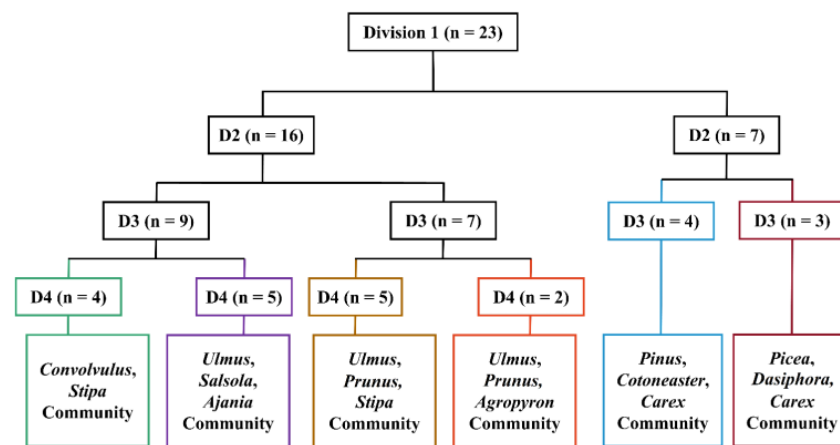 Division 1 (n = 23)
D2 (n = 16)
D2 (n = 7)
D3 (n = 9)
D3 (n = 7)
D3 (n = 4)
D3 (n = 3)
D4 (n = 4)
D4 (n = 5)
D4 (n = 5)
D4 (n = 2)
Convolvulus,
Stipa
Community
Ulmus,
Salsola,
Ajania
Community
Ulmus,
Prunus,
Stipa
Community
Ulmus,
Prunus,
Agropyron
Community
Pinus,
Cotoneaster,
Carex
Community
Picea,
Dasiphora,
Carex
Community